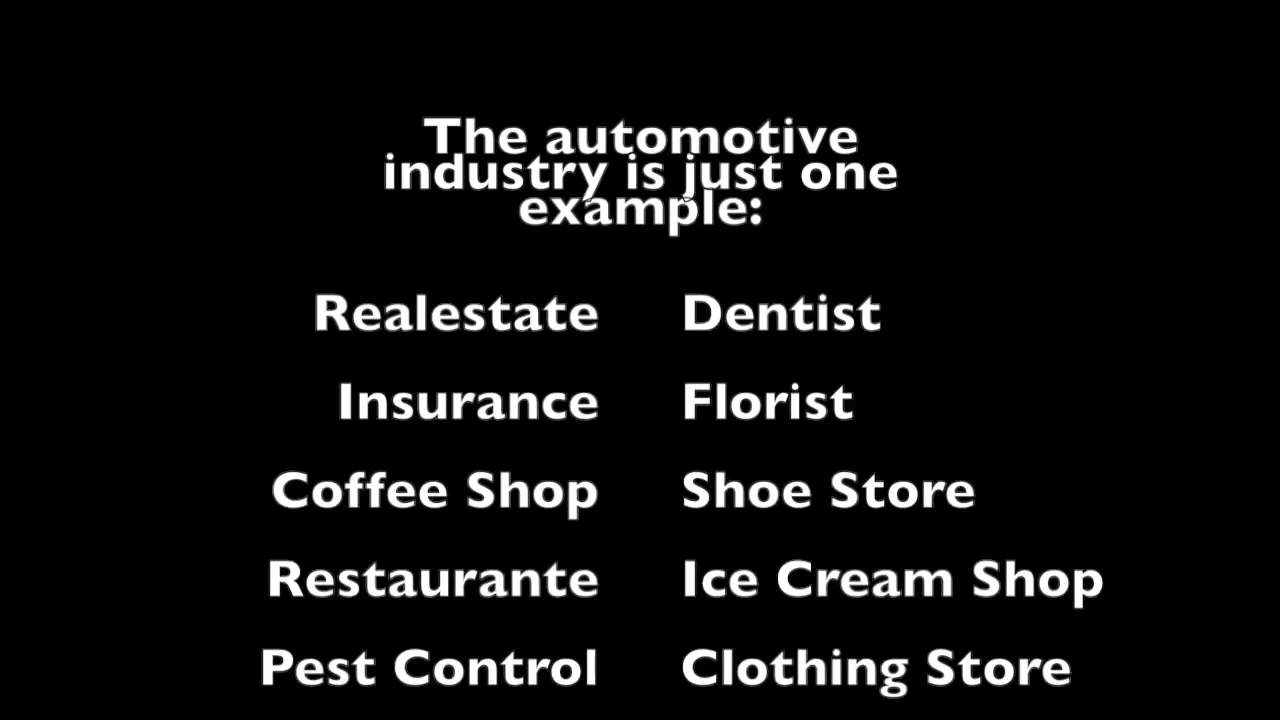 The automotive
industry is just one
example:
Realestate Dentist
Insurance Florist
Coffee Shop Shoe Store
Restaurante Ice Cream Shop
Pest Control Clothing Store